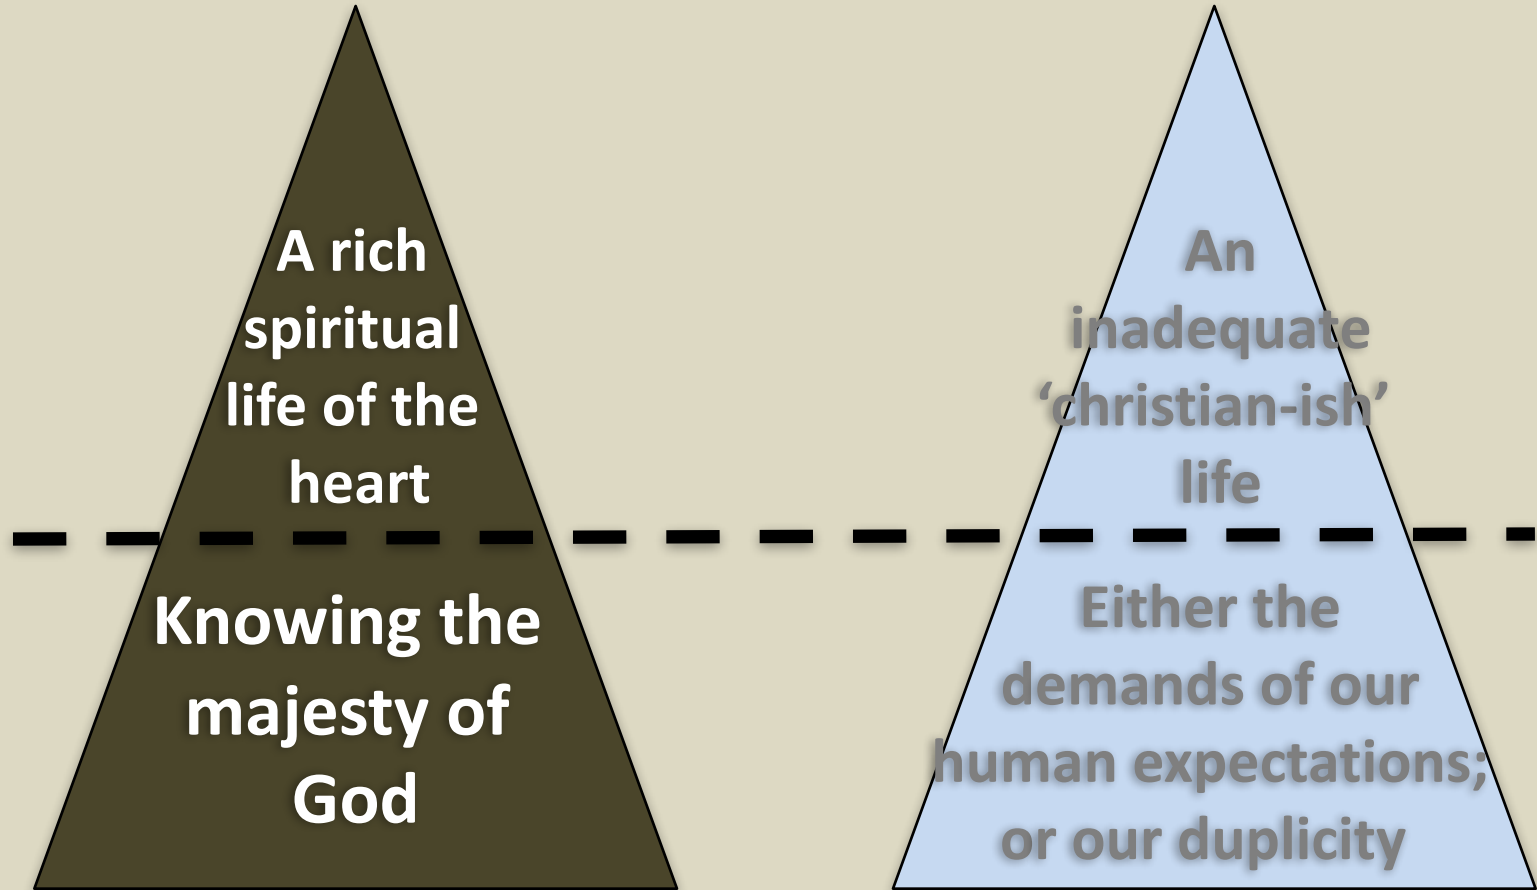 A rich
spiritual
life of the
heart
Knowing the
majesty of
God
An
inadequate
‘christian-ish’
life
Either the
demands of our
human expectations;
or our duplicity